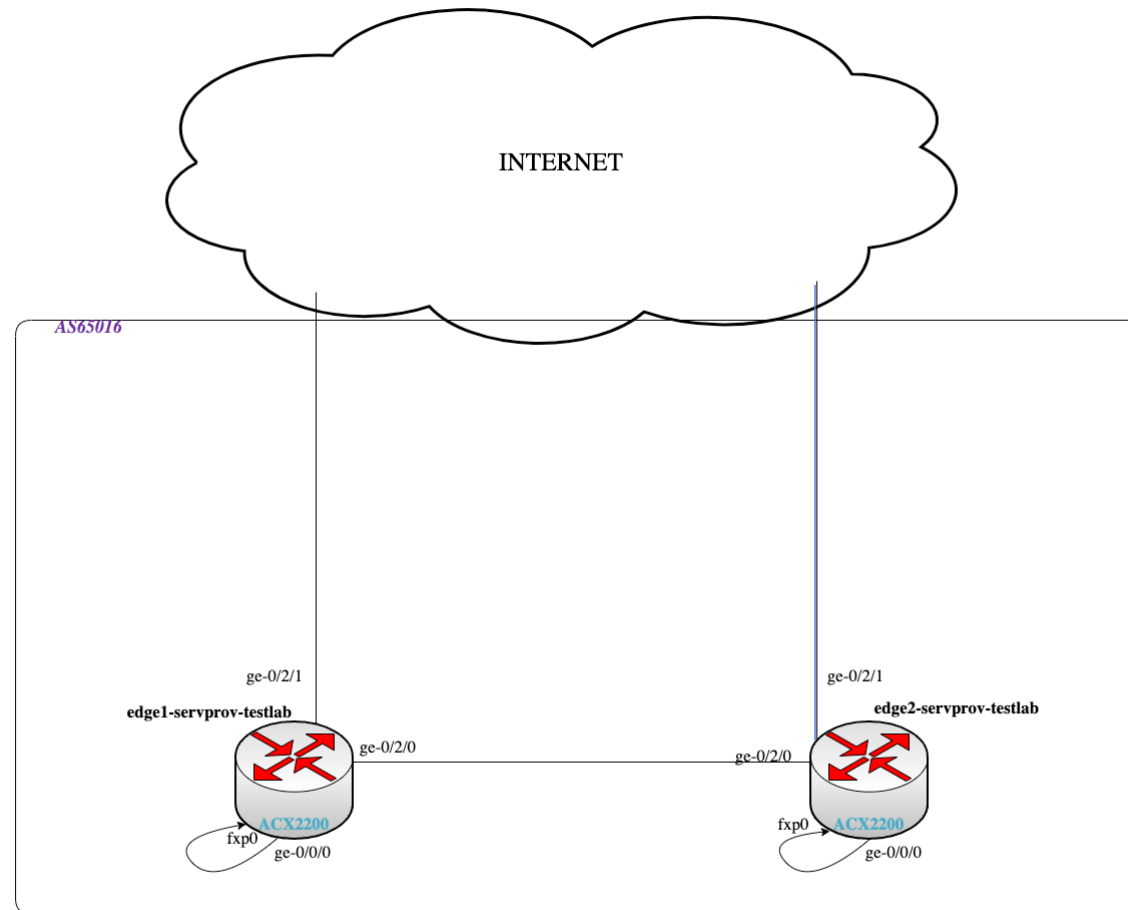 INTERNET
AS65016
ge-0/2/1
ge-0/2/1
edge1-servprov-testlab
edge2-servprov-testlab
ge-0/2/0
ge-0/2/0
ACX2200
ACX2200
fxp0
fxp0
ge-0/0/0
ge-0/0/0